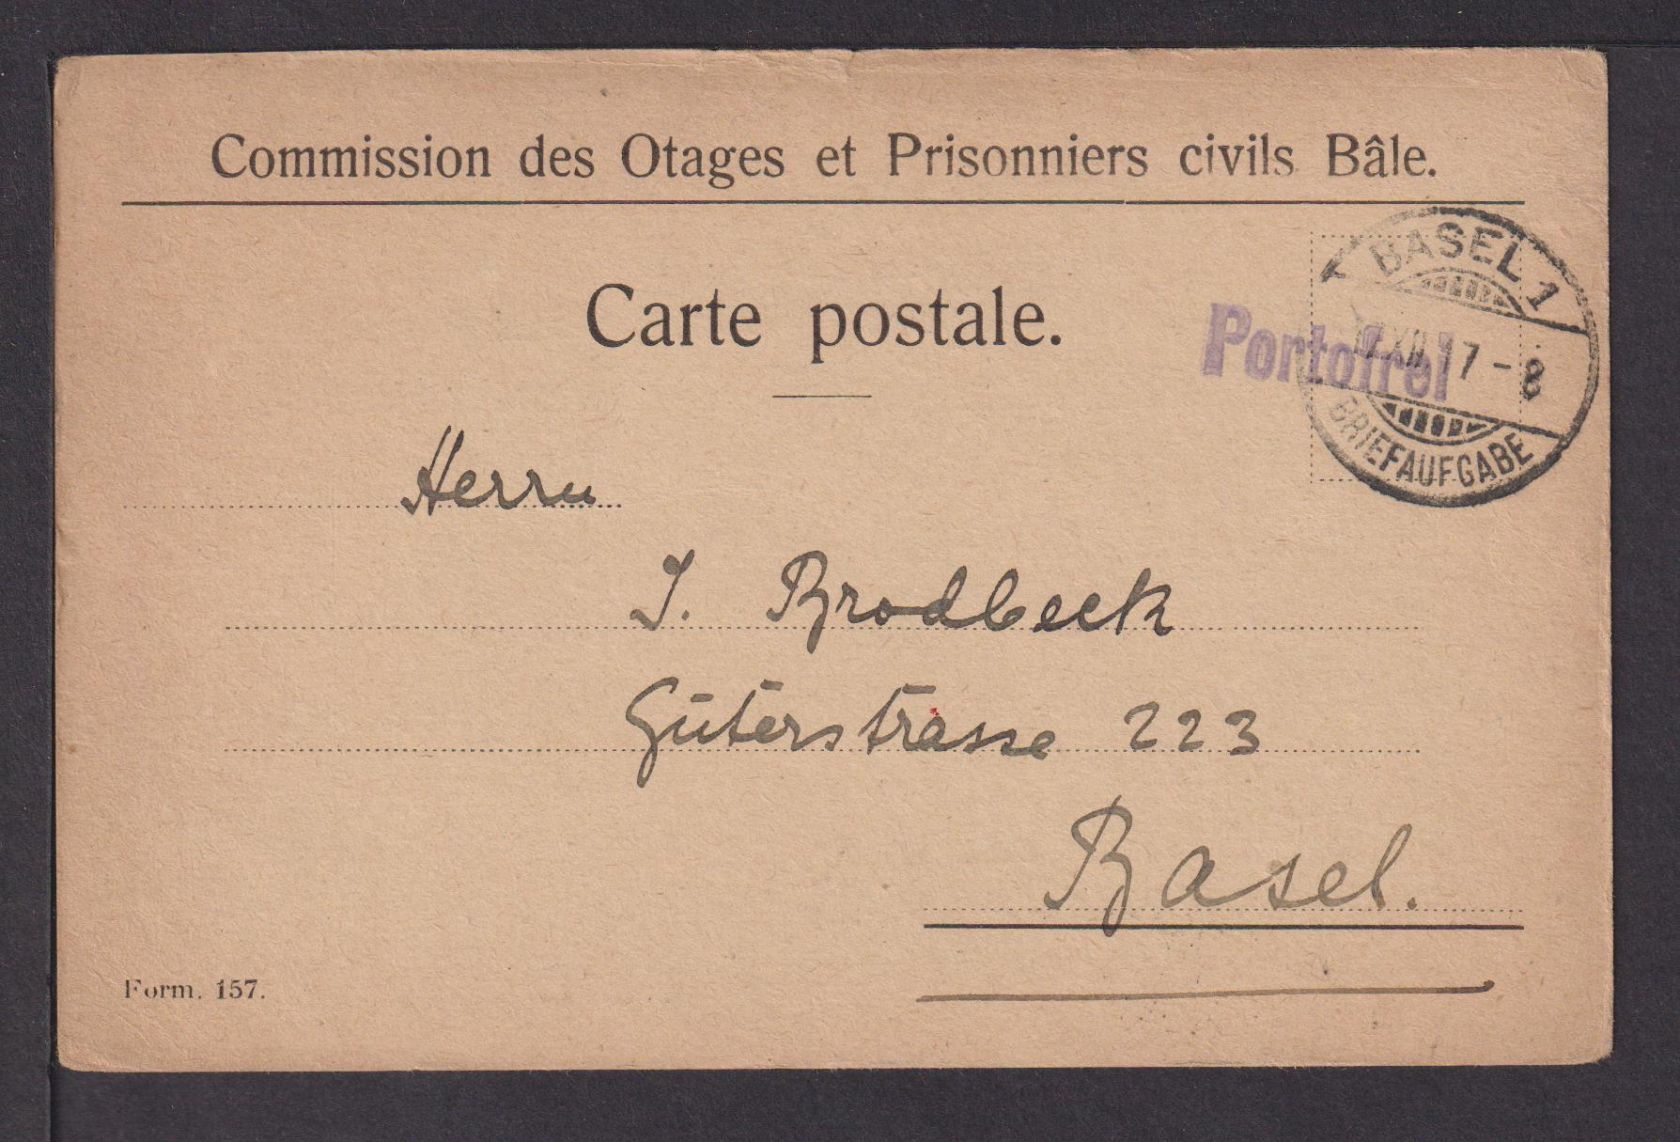 Commission des Otages et Prisonniers civils Bâle.
Carte postale.
Portofrei
BASEL 1
XII 17 - 8
BRIEFAUFGABE
Herrn
J. Brodbeck
Güterstrasse 223
Basel.
Form. 157.